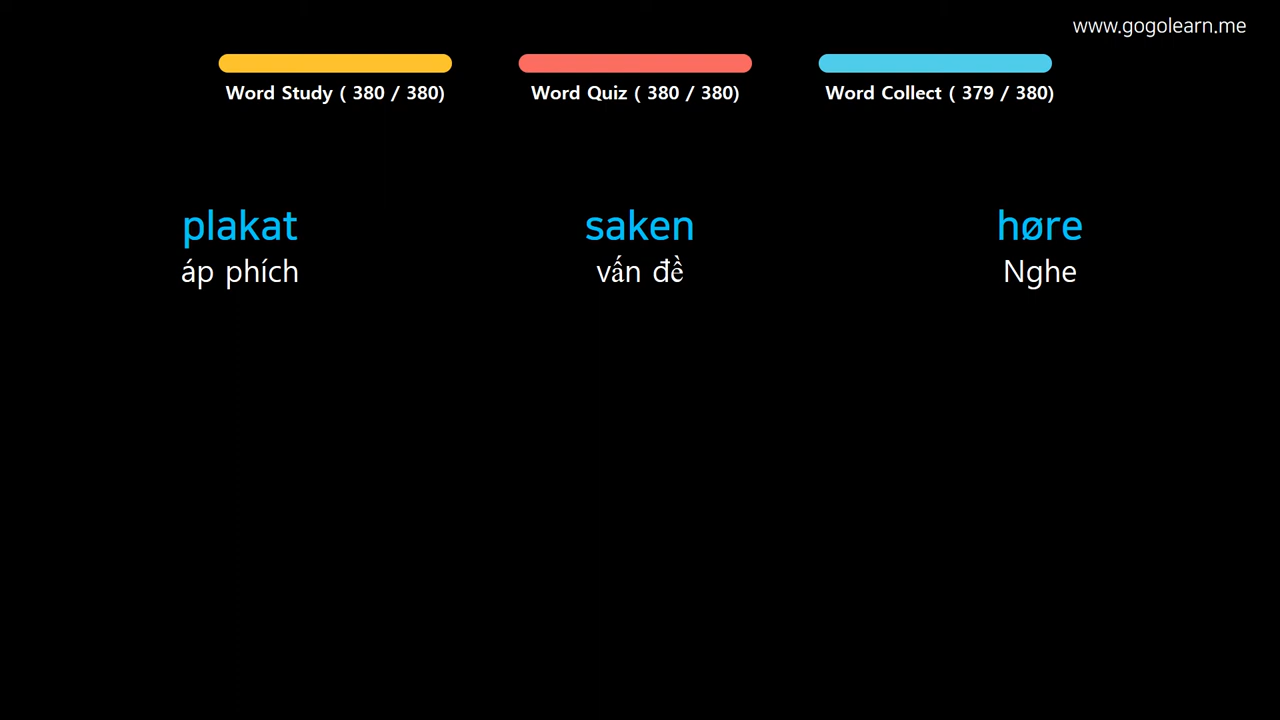 www.gogolearn.me
Word Study ( 380 / 380)
Word Quiz ( 380 / 380)
Word Collect ( 379 / 380)
plakat
áp phích
saken
vấn đề
høre
Nghe